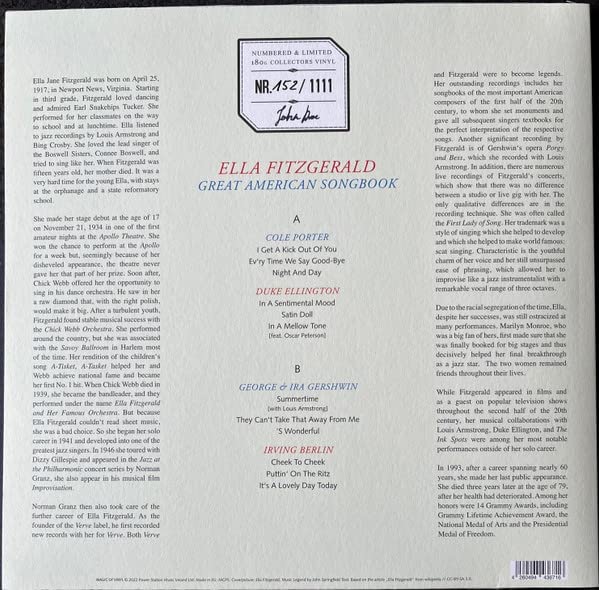 NUMBERED & LIMITED
180G COLLECTORS VINYL
NR. 152 / 1111
John Doe
ELLA FITZGERALD
GREAT AMERICAN SONGBOOK
Ella Jane Fitzgerald was born on April 25,
1917, in Newport News, Virginia. Starting
in third grade, Fitzgerald loved dancing
and admired Earl Snakehips Tucker. She
performed for her classmates on the way
to school and at lunchtime. Ella listened
to jazz recordings by Louis Armstrong and
Bing Crosby. She loved the lead singer of
the Boswell Sisters, Connee Boswell, and
tried to sing like her. When Fitzgerald was
fifteen years old, her mother died. It was a
very hard time for the young Ella, with stays
at the orphanage and a state reformatory
school.
She made her stage debut at the age of 17
on November 21, 1934 in one of the first
amateur nights at the Apollo Theatre. She
won the chance to perform at the Apollo
for a week but, seemingly because of her
disheveled appearance, the theatre never
gave her that part of her prize. Soon after,
Chick Webb offered her the opportunity to
sing in his dance orchestra. He saw in her
a raw diamond that, with the right polish,
would make it big. After a turbulent youth,
Fitzgerald found stable musical success with
the Chick Webb Orchestra. She performed
around the country, but she was associated
with the Savoy Ballroom in Harlem most
of the time. Her rendition of the children's
song A-Tisket, A-Tasket helped her and
Webb achieve national fame and became
her first No. 1 hit. When Chick Webb died in
1939, she became the bandleader, and they
performed under the name Ella Fitzgerald
and Her Famous Orchestra. But because
Ella Fitzgerald couldn't read sheet music,
she was a bad choice. So she began her solo
career in 1941 and developed into one of the
greatest jazz singers. In 1946 she toured with
Dizzy Gillespie and appeared in the Jazz at
the Philharmonic concert series by Norman
Granz, she also appear in his musical film
Improvisation.
Norman Granz then also took care of the
further career of Ella Fitzgerald. As the
founder of the Verve label, he first recorded
new records with her for Verve. Both Verve
A
COLE PORTER
I Get A Kick Out Of You
Ev'ry Time We Say Good-Bye
Night And Day
DUKE ELLINGTON
In A Sentimental Mood
Satin Doll
In A Mellow Tone
(feat. Oscar Peterson)
B
GEORGE & IRA GERSHWIN
Summertime
(with Louis Armstrong)
They Can't Take That Away From Me
'S Wonderful
IRVING BERLIN
Cheek To Cheek
Puttin' On The Ritz
It's A Lovely Day Today
and Fitzgerald were to become legends.
Her outstanding recordings includes her
songbooks of the most important American
composers of the first half of the 20th
century, to whom she set monuments and
gave all subsequent singers textbooks for
the perfect interpretation of the respective
songs. Another significant recording by
Fitzgerald is of Gershwin's opera Porgy
and Bess, which she recorded with Louis
Armstrong. In addition, there are numerous
live recordings of Fitzgerald's concerts,
which show that there was no difference
between a studio or live gig with her. The
only qualitative differences are in the
recording technique. She was often called
the First Lady of Song. Her trademark was a
style of singing which she helped to develop
and which she helped to make world famous:
scat singing. Characteristic is the youthful
charm of her voice and her still unsurpassed
ease of phrasing, which allowed her to
improvise like a jazz instrumentalist with a
remarkable vocal range of three octaves.
Due to the racial segregation of the time, Ella,
despite her successes, was still ostracized at
many performances. Marilyn Monroe, who
was a big fan of hers, first made sure that she
was finally booked for big stages and thus
decisively helped her final breakthrough
as a jazz star. The two women remained
friends throughout their lives.
While Fitzgerald appeared in films and
as a guest on popular television shows
throughout the second half of the 20th
century, her musical collaborations with
Louis Armstrong, Duke Ellington, and The
Ink Spots were among her most notable
performances outside of her solo career.
In 1993, after a career spanning nearly 60
years, she made her last public appearance.
She died three years later at the age of 79,
after her health had deteriorated. Among her
honors were 14 Grammy Awards, including
Grammy Lifetime Achievement Award, the
National Medal of Arts and the Presidential
Medal of Freedom.
4 260494 436716